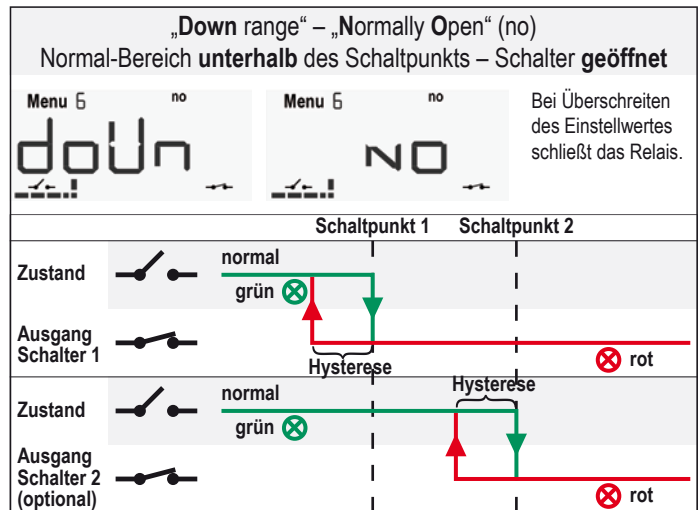 „Down range“ – „Normally Open“ (no)
Normal-Bereich unterhalb des Schaltpunkts – Schalter geöffnet
Menu 6 no
doUn
Menu 6 no
NO
Bei Überschreiten
des Einstellwertes
schließt das Relais.
Schaltpunkt 1 Schaltpunkt 2
Zustand
normal
grün
Ausgang
Schalter 1
Hysterese
rot
Zustand
normal
grün
Hysterese
Ausgang
Schalter 2
(optional)
rot